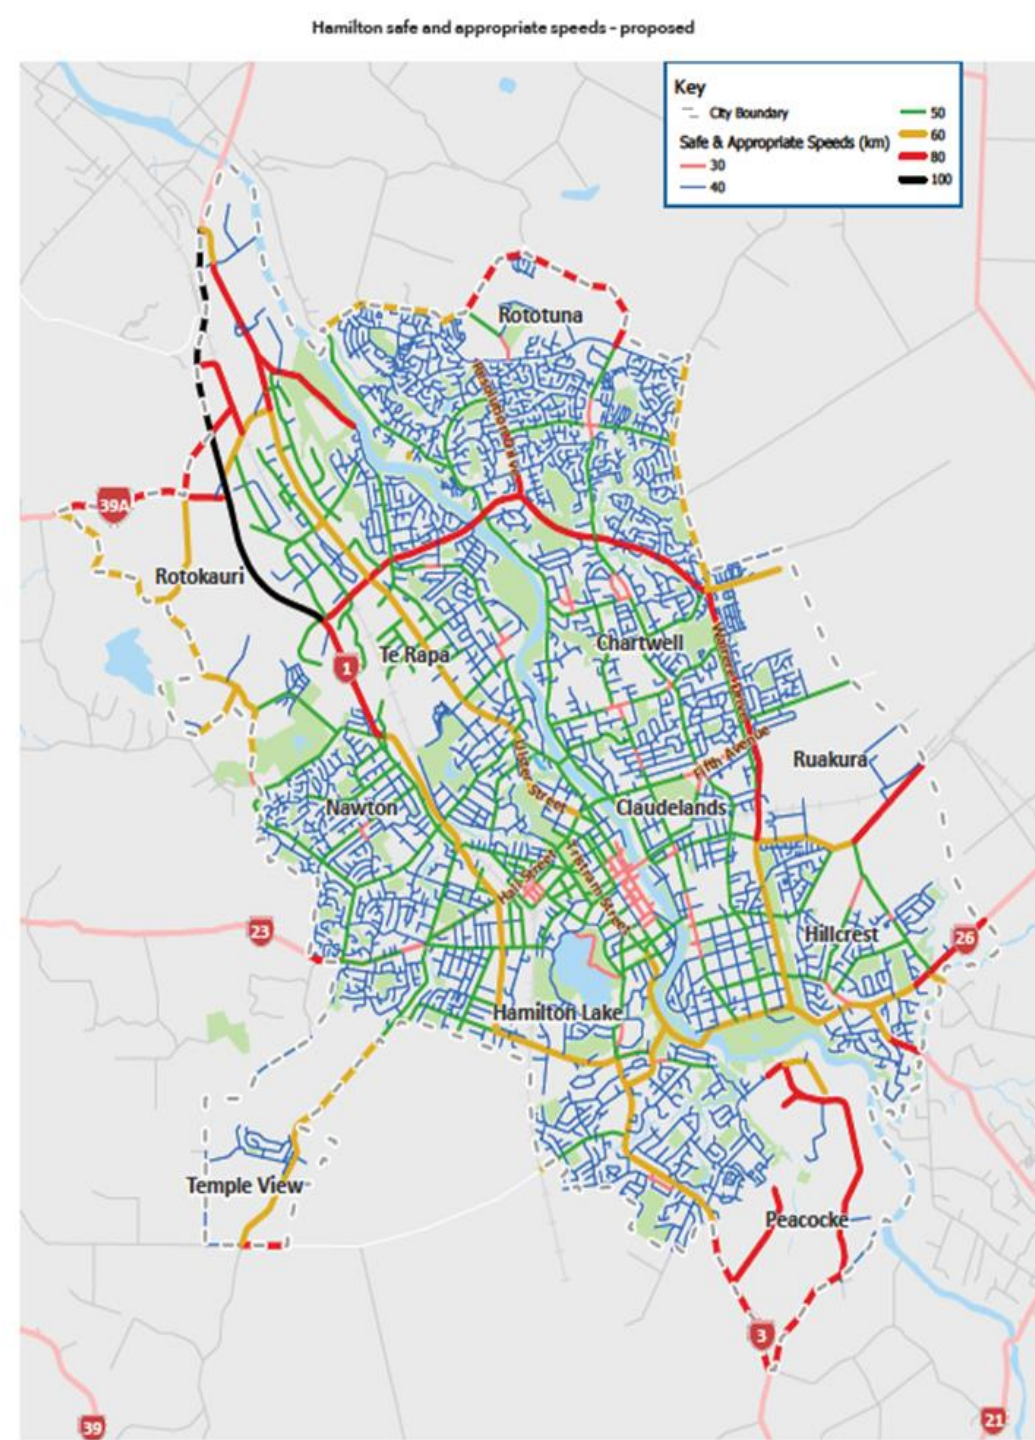 Hamilton safe and appropriate speeds - proposed
Key
City Boundary
Safe & Appropriate Speeds (km)
30
40
50
60
80
100
Rototuna
Resolution Drive
39A
Rotokauri
1
Te Rapa
Chartwell
Wairere Drive
Fifth Avenue
Ruakura
Ulster Street
Nawton
Claudelands
Hall Street
Tristram Street
23
Hillcrest
26
Hamilton Lake
Temple View
Peacocke
3
39
21